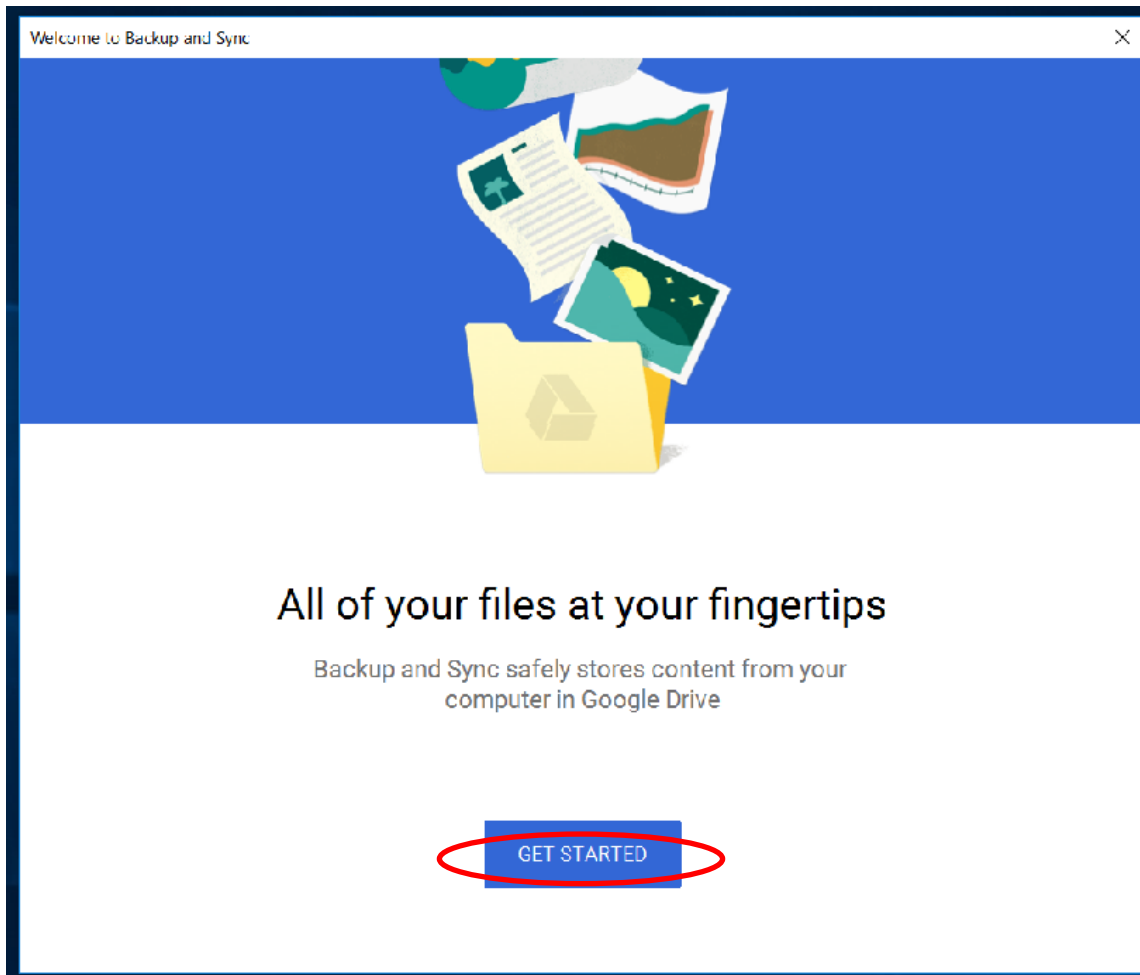 Welcome to Backup and Sync
All of your files at your fingertips
Backup and Sync safely stores content from your
computer in Google Drive
GET STARTED